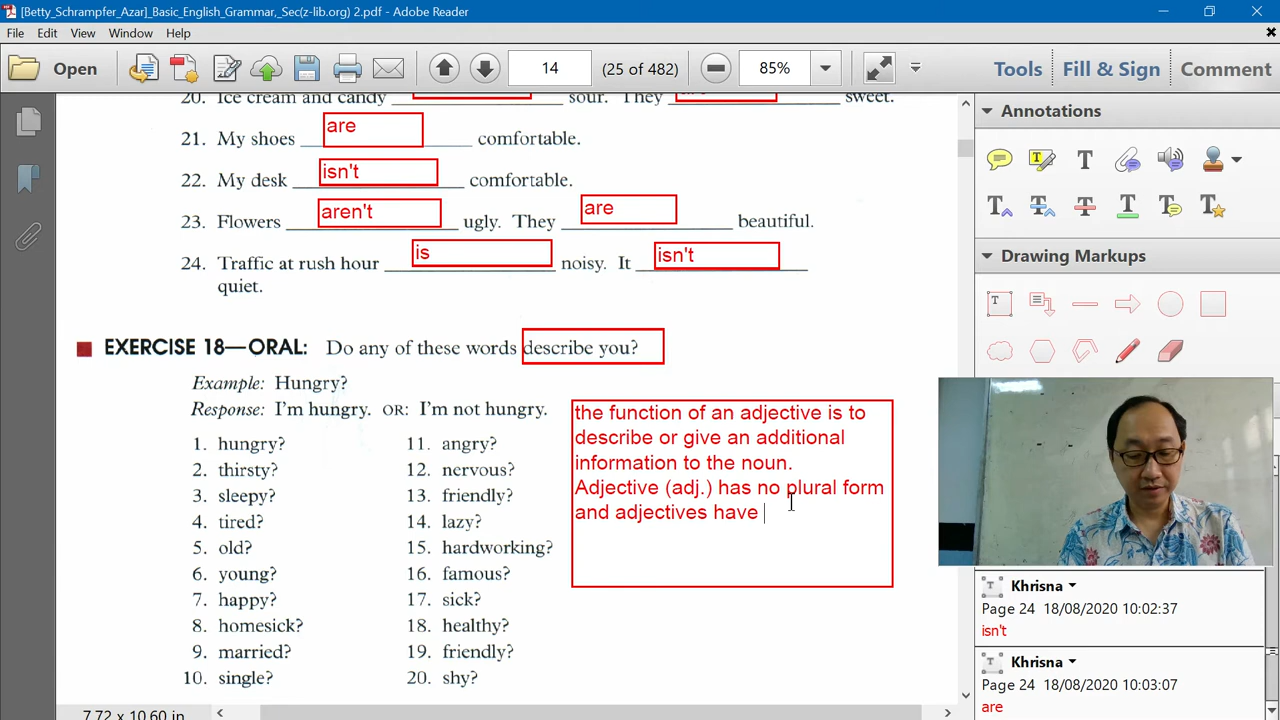 [Betty_Schrampfer_Azar]_Basic_English_Grammar,_Sec(z-lib.org) 2.pdf - Adobe Reader
File Edit View Window Help
Open 14 (25 of 482) 85% Tools Fill & Sign Comment
20. Ice cream and candy sour. They sweet.
21. My shoes are comfortable.
22. My desk isn't comfortable.
23. Flowers aren't ugly. They are beautiful.
24. Traffic at rush hour is noisy. It isn't
quiet.
EXERCISE 18—ORAL: Do any of these words describe you?
Example: Hungry?
Response: I'm hungry. OR: I'm not hungry.
1. hungry?
2. thirsty?
3. sleepy?
4. tired?
5. old?
6. young?
7. happy?
8. homesick?
9. married?
10. single?
11. angry?
12. nervous?
13. friendly?
14. lazy?
15. hardworking?
16. famous?
17. sick?
18. healthy?
19. friendly?
20. shy?
the function of an adjective is to
describe or give an additional
information to the noun.
Adjective (adj.) has no plural form
and adjectives have
7.72 x 10.60 in
Annotations
Drawing Markups
Khrisna
Page 24 18/08/2020 10:02:37
isn't
Khrisna
Page 24 18/08/2020 10:03:07
are